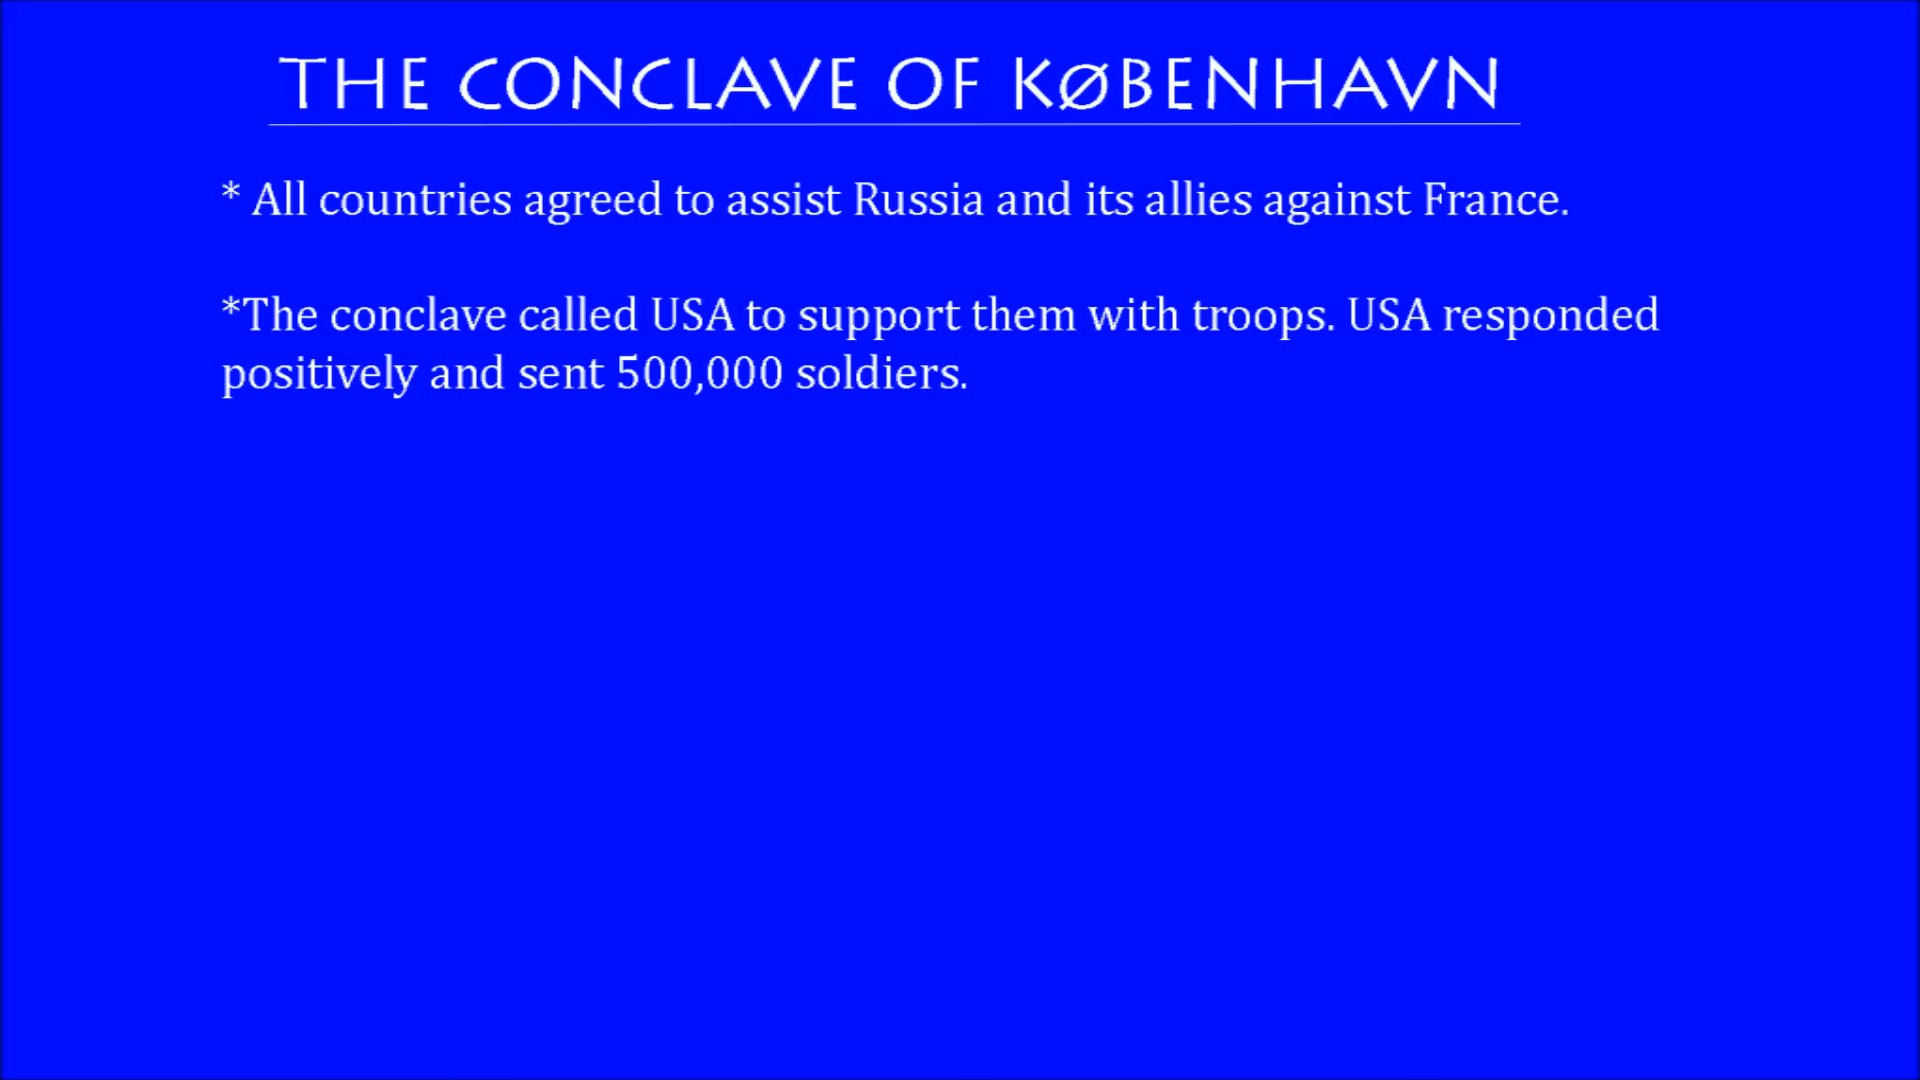 THE CONCLAVE OF KØBENHAVN
* All countries agreed to assist Russia and its allies against France.
*The conclave called USA to support them with troops. USA responded
positively and sent 500,000 soldiers.